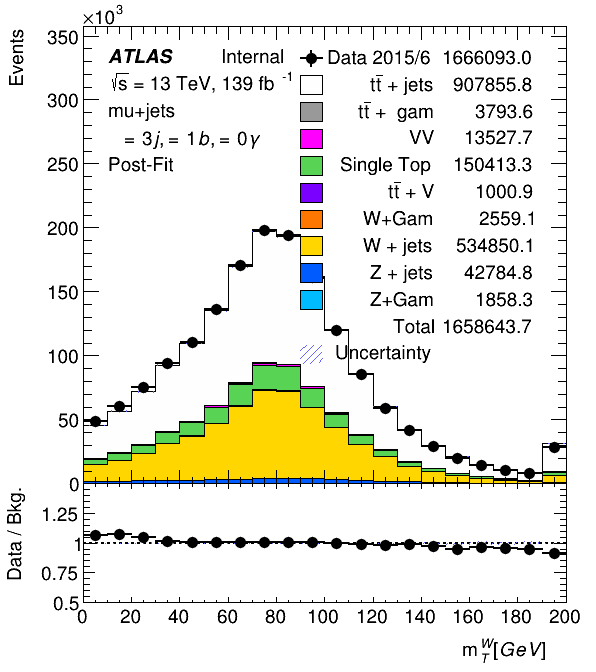 ×10³
Events
350
300
250
200
150
100
50
0
ATLAS Internal
√s = 13 TeV, 139 fb⁻¹
mu+jets
= 3j, = 1b, = 0γ
Post-Fit
Data 2015/6 1666093.0
tt̄ + jets 907855.8
tt̄ + gam 3793.6
VV 13527.7
Single Top 150413.3
tt̄ + V 1000.9
W+Gam 2559.1
W + jets 534850.1
Z + jets 42784.8
Z+Gam 1858.3
Total 1658643.7
Uncertainty
Data / Bkg.
1.25
1
0.75
0.5
0 20 40 60 80 100 120 140 160 180 200
m_T^W [GeV]